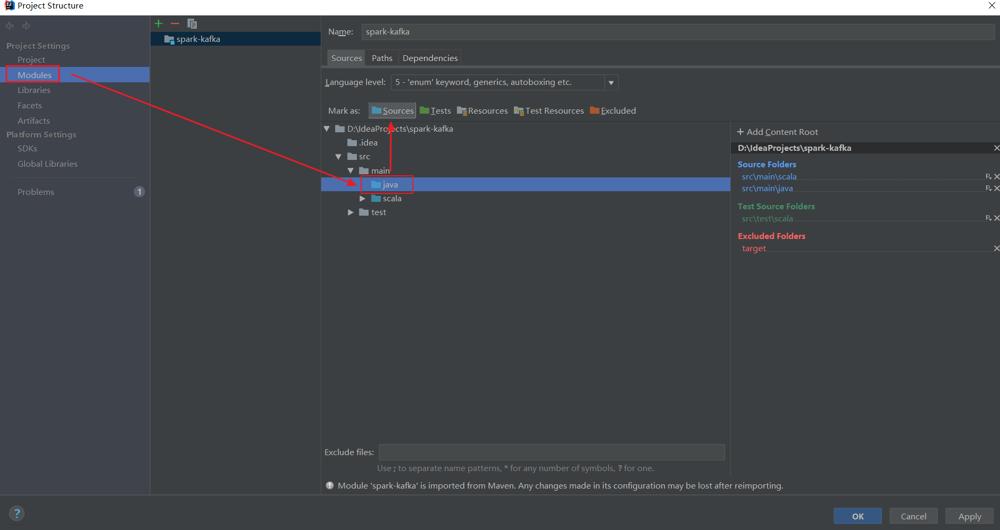 Project Structure
Project Settings
Project
Modules
Libraries
Facets
Artifacts
Platform Settings
SDKs
Global Libraries
Problems
1
spark-kafka
Name: spark-kafka
Sources Paths Dependencies
Language level: 5 - 'enum' keyword, generics, autoboxing etc.
Mark as: Sources Tests Resources Test Resources Excluded
D:\IdeaProjects\spark-kafka
.idea
src
main
java
scala
test
+ Add Content Root
D:\IdeaProjects\spark-kafka
Source Folders
src\main\scala
src\main\java
Test Source Folders
src\test\scala
Excluded Folders
target
Exclude files:
Use ; to separate name patterns, * for any number of symbols, ? for one.
Module 'spark-kafka' is imported from Maven. Any changes made in its configuration may be lost after reimporting.
?
OK Cancel Apply